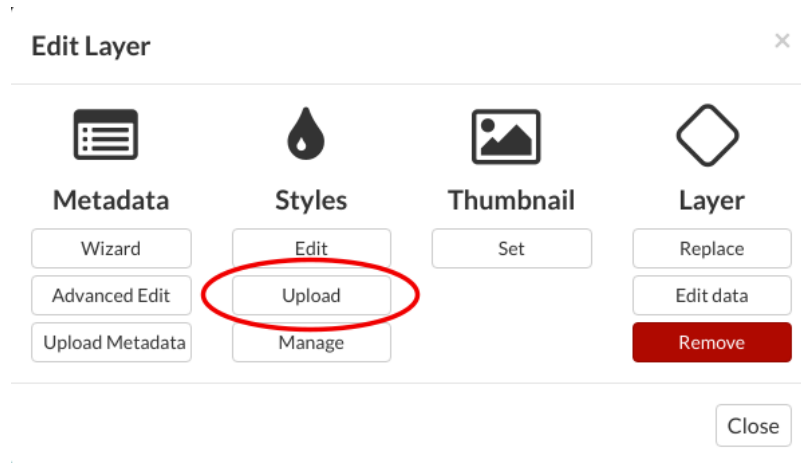 Edit Layer
×
Metadata Styles Thumbnail Layer
Wizard Edit Set Replace
Advanced Edit Upload Edit data
Upload Metadata Manage Remove
Close